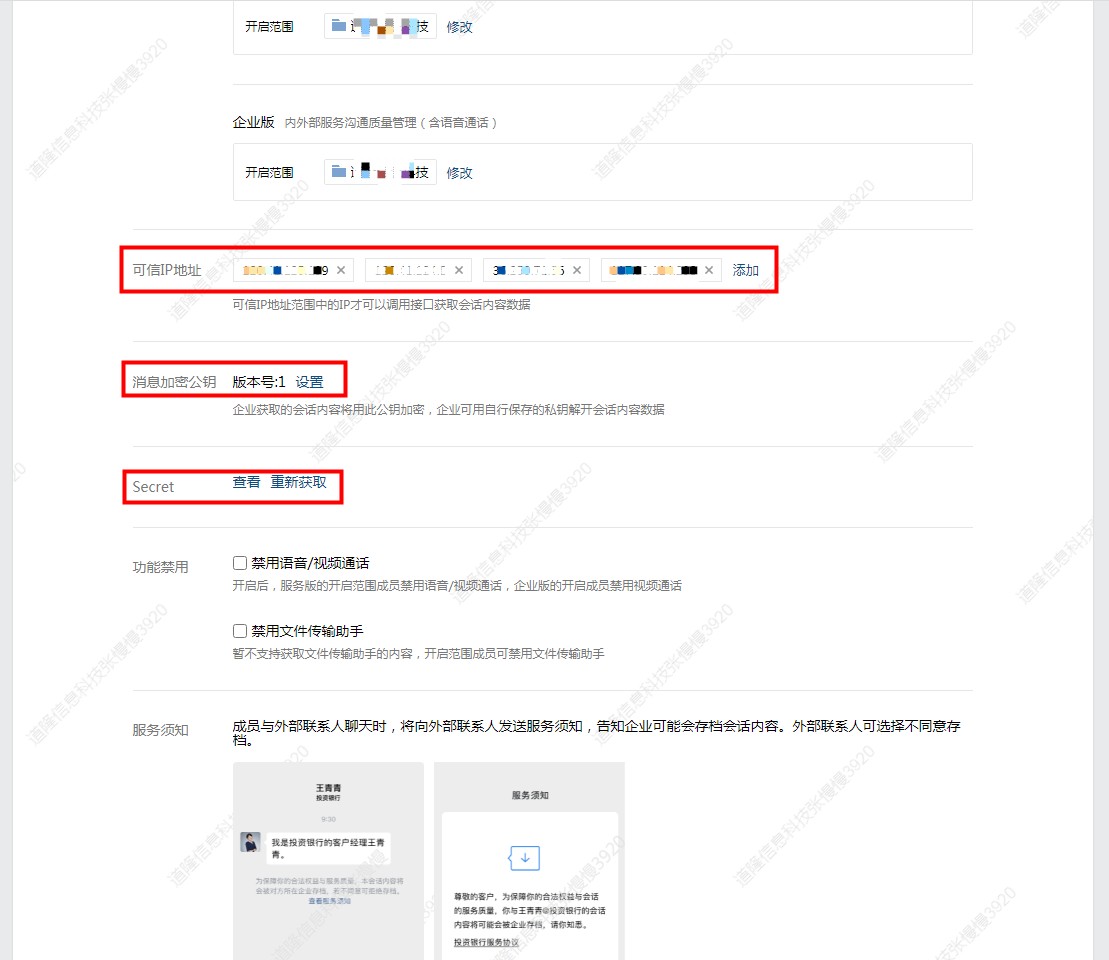 开启范围 技 修改
企业版 内外部服务沟通质量管理（含语音通话）
开启范围 技 修改
可信IP地址 添加
可信IP地址范围中的IP才可以调用接口获取会话内容数据
消息加密公钥 版本号:1 设置
企业获取的会话内容将用此公钥加密，企业可用自行保存的私钥解开会话内容数据
Secret 查看 重新获取
功能禁用 禁用语音/视频通话
开启后，服务版的开启范围成员禁用语音/视频通话，企业版的开启成员禁用视频通话
禁用文件传输助手
暂不支持获取文件传输助手的内容，开启范围成员可禁用文件传输助手
服务须知 成员与外部联系人聊天时，将向外部联系人发送服务须知，告知企业可能会存档会话内容。外部联系人可选择不同意存
档。
王青青
投资银行
9:30
我是投资银行的客户经理王青
青。
为保障你的合法权益与服务质量，本会话内容将
会被对方所在企业存档，若不同意可拒绝存档。
查看服务须知
服务须知
尊敬的客户，为保障你的合法权益与会话
的服务质量，你与王青青@投资银行的会话
内容将可能会被企业存档，请你知悉。
投资银行服务协议
道隆信息科技张慢慢3920